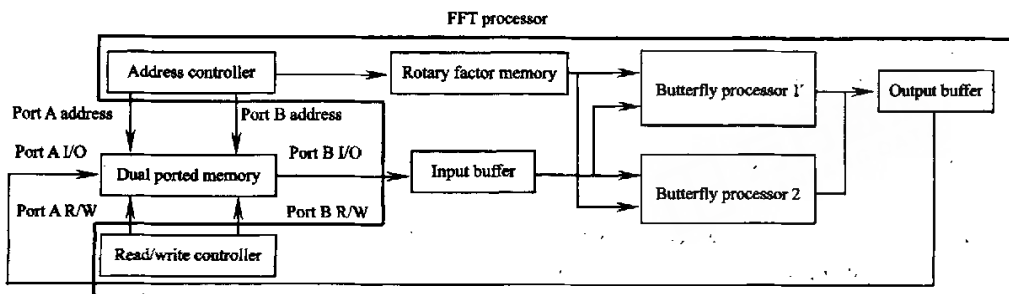 FFT processor
Address controller
Rotary factor memory
Butterfly processor 1
Output buffer
Port A address
Port B address
Port A I/O
Port B I/O
Dual ported memory
Input buffer
Butterfly processor 2
Port A R/W
Port B R/W
Read/write controller